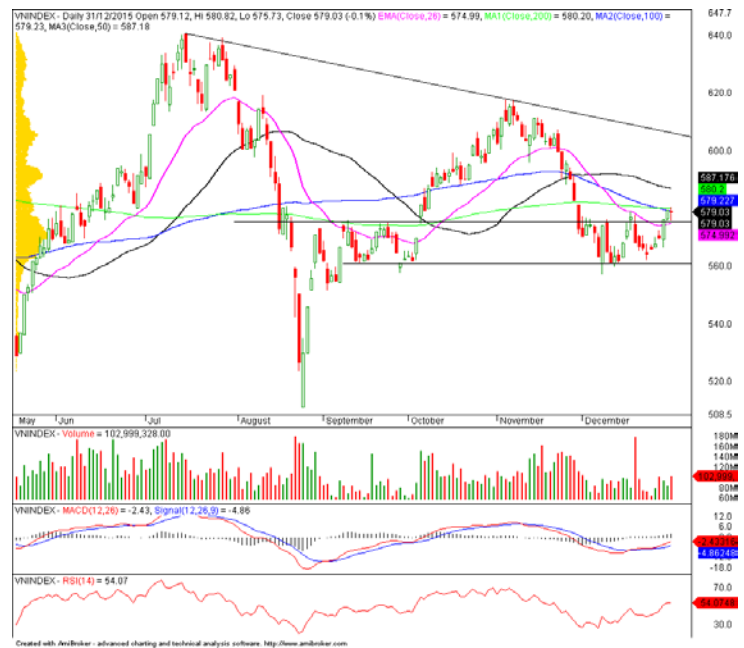 VNINDEX - Daily 31/12/2015 Open 579.12, Hi 580.82, Lo 575.73, Close 579.03 (-0.1%) EMA(Close,26) = 574.99, MA1(Close,200) = 580.20, MA2(Close,100) =
579.23, MA3(Close,50) = 587.18
647.7
640.0
620.0
600.0
587.176
580.2
579.227
579.03
579.03
574.992
560.0
540.0
520.0
508.5
May Jun Jul August September October November December
VNINDEX - Volume = 102,999,328.00
180M
160M
140M
120M
102,999
80M
60M
VNINDEX - MACD(12,26) = -2.43, Signal(12,26,9) = -4.86
12.0
6.0
-4.86248
-18.0
VNINDEX - RSI(14) = 54.07
70.0
54.0748
30.0
Created with AmiBroker - advanced charting and technical analysis software. http://www.amibroker.com